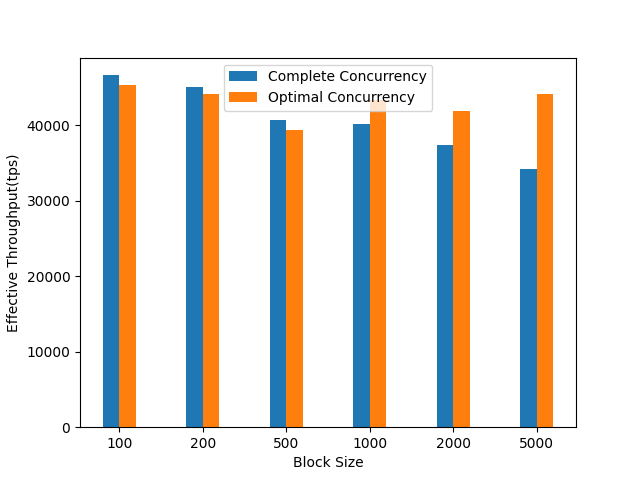 Complete Concurrency
Optimal Concurrency
Effective Throughput(tps)
40000
30000
20000
10000
0
100 200 500 1000 2000 5000
Block Size